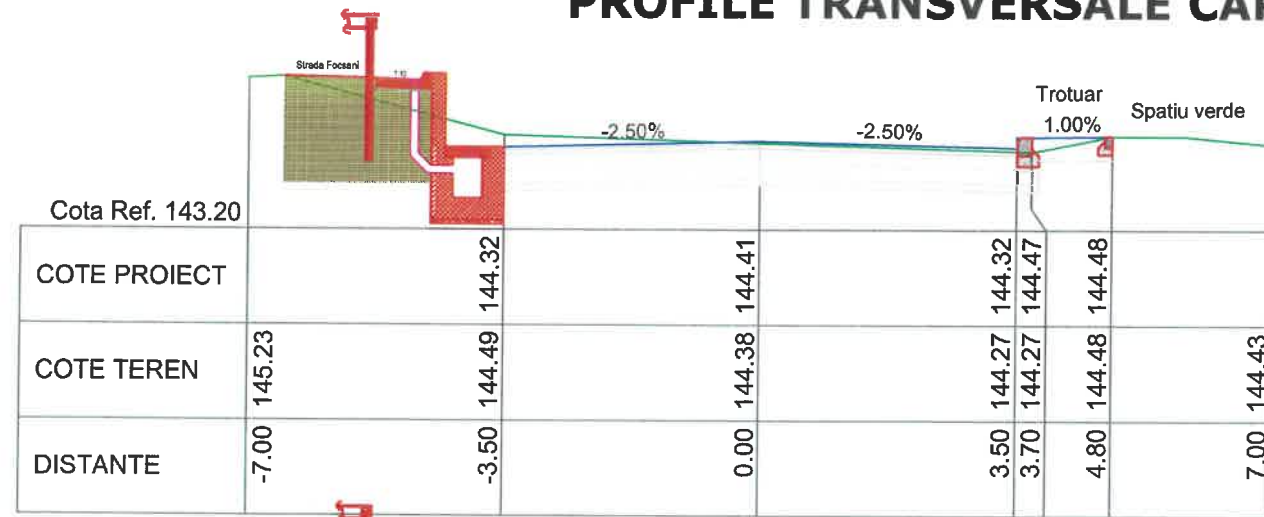 PROFILE TRANSVERSALE
Strada Focsani
Trotuar
Spatiu verde
1.00%
-2.50%
-2.50%
Cota Ref. 143.20
COTE PROIECT 144.32 144.41 144.32 144.47 144.48
COTE TEREN 145.23 144.49 144.38 144.27 144.27 144.48 144.43
DISTANTE -7.00 -3.50 0.00 3.50 3.70 4.80 7.00